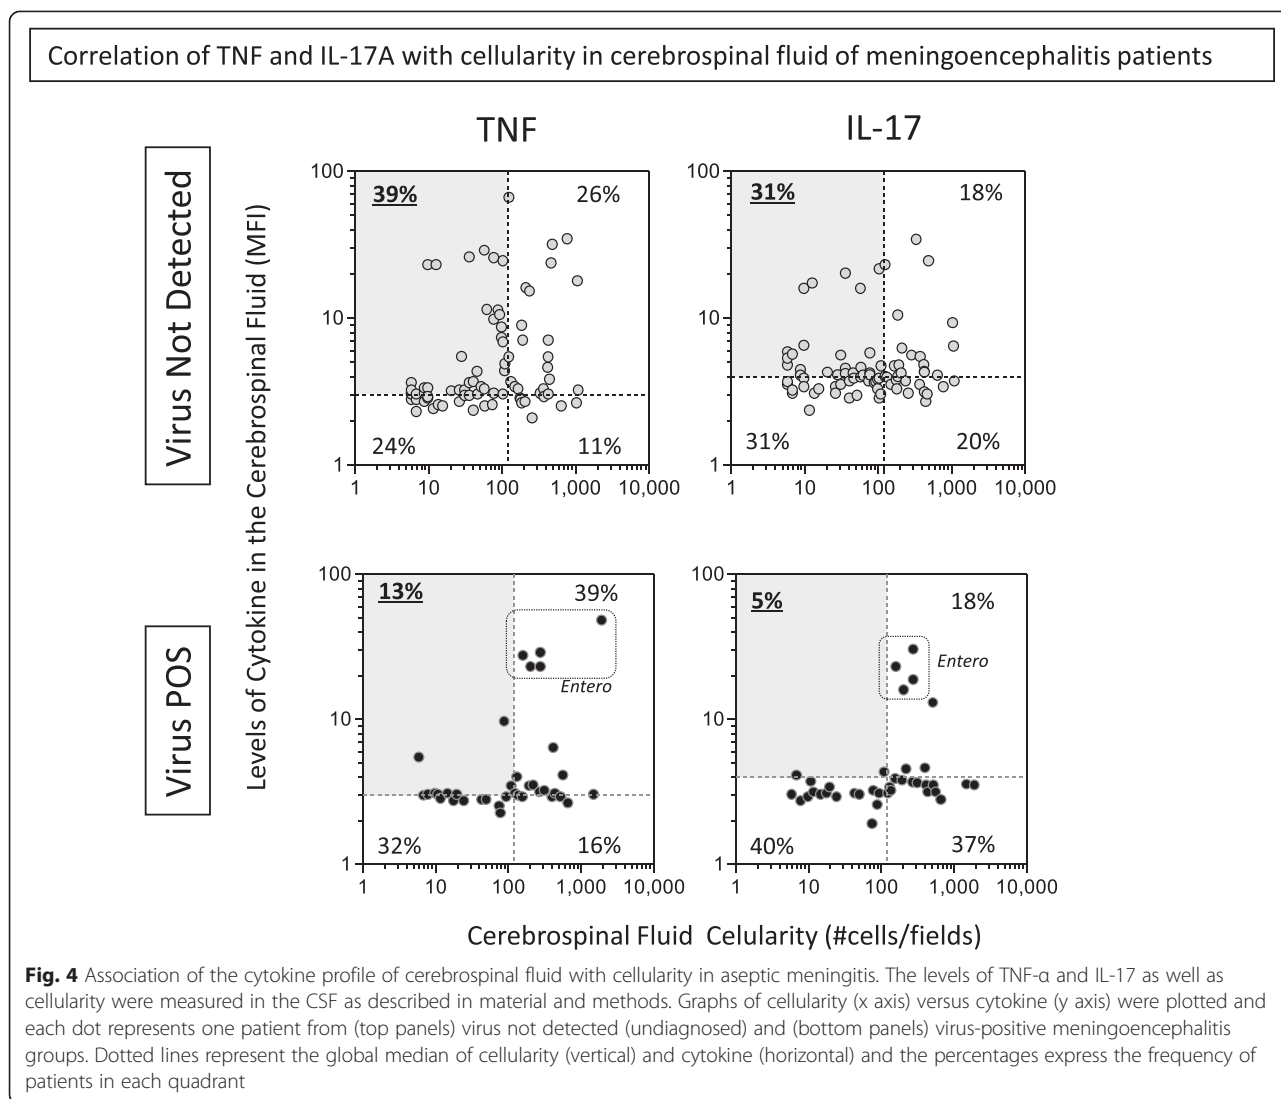 Correlation of TNF and IL-17A with cellularity in cerebrospinal fluid of meningoencephalitis patients
TNF
IL-17
Virus Not Detected
Levels of Cytokine in the Cerebrospinal Fluid (MFI)
100
10
1
39%
26%
24%
11%
1 10 100 1,000 10,000
100
10
1
31%
18%
31%
20%
1 10 100 1,000 10,000
Virus POS
100
10
1
13%
39%
Entero
32%
16%
1 10 100 1,000 10,000
100
10
1
5%
18%
Entero
40%
37%
1 10 100 1,000 10,000
Cerebrospinal Fluid Celularity (#cells/fields)
Fig. 4 Association of the cytokine profile of cerebrospinal fluid with cellularity in aseptic meningitis. The levels of TNF-α and IL-17 as well as
cellularity were measured in the CSF as described in material and methods. Graphs of cellularity (x axis) versus cytokine (y axis) were plotted and
each dot represents one patient from (top panels) virus not detected (undiagnosed) and (bottom panels) virus-positive meningoencephalitis
groups. Dotted lines represent the global median of cellularity (vertical) and cytokine (horizontal) and the percentages express the frequency of
patients in each quadrant